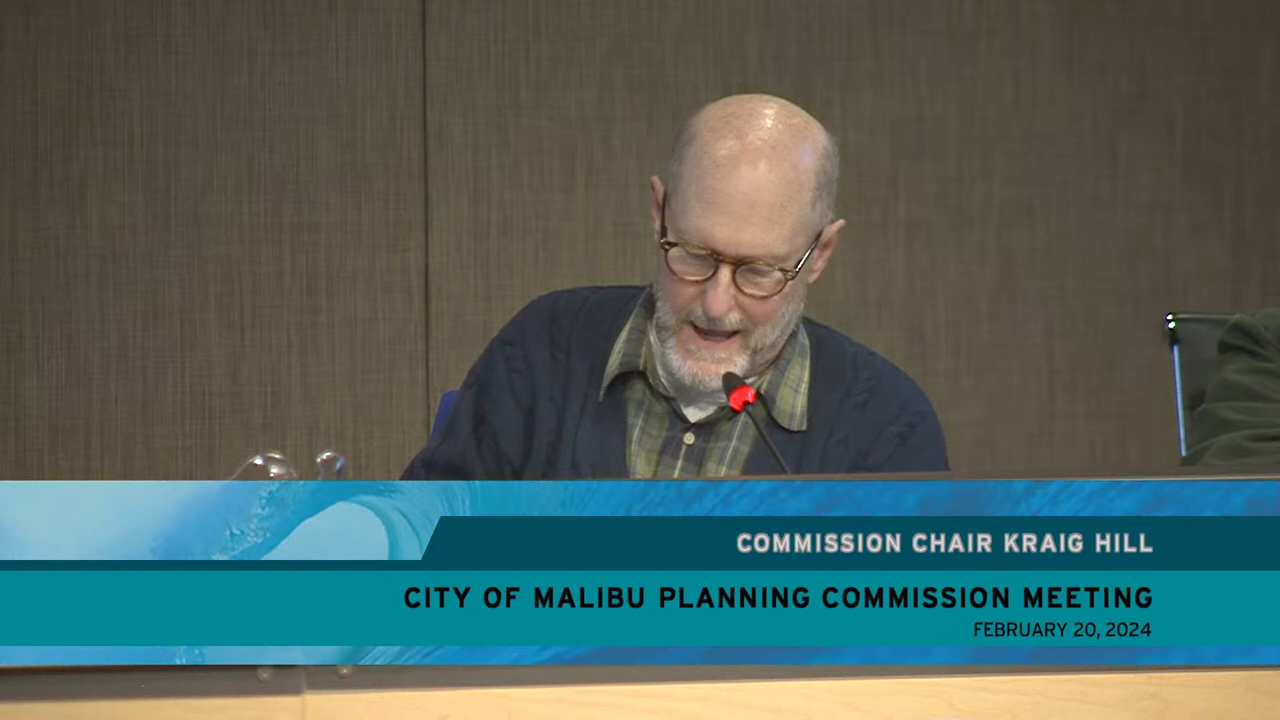 COMMISSION CHAIR KRAIG HILL
CITY OF MALIBU PLANNING COMMISSION MEETING
FEBRUARY 20, 2024